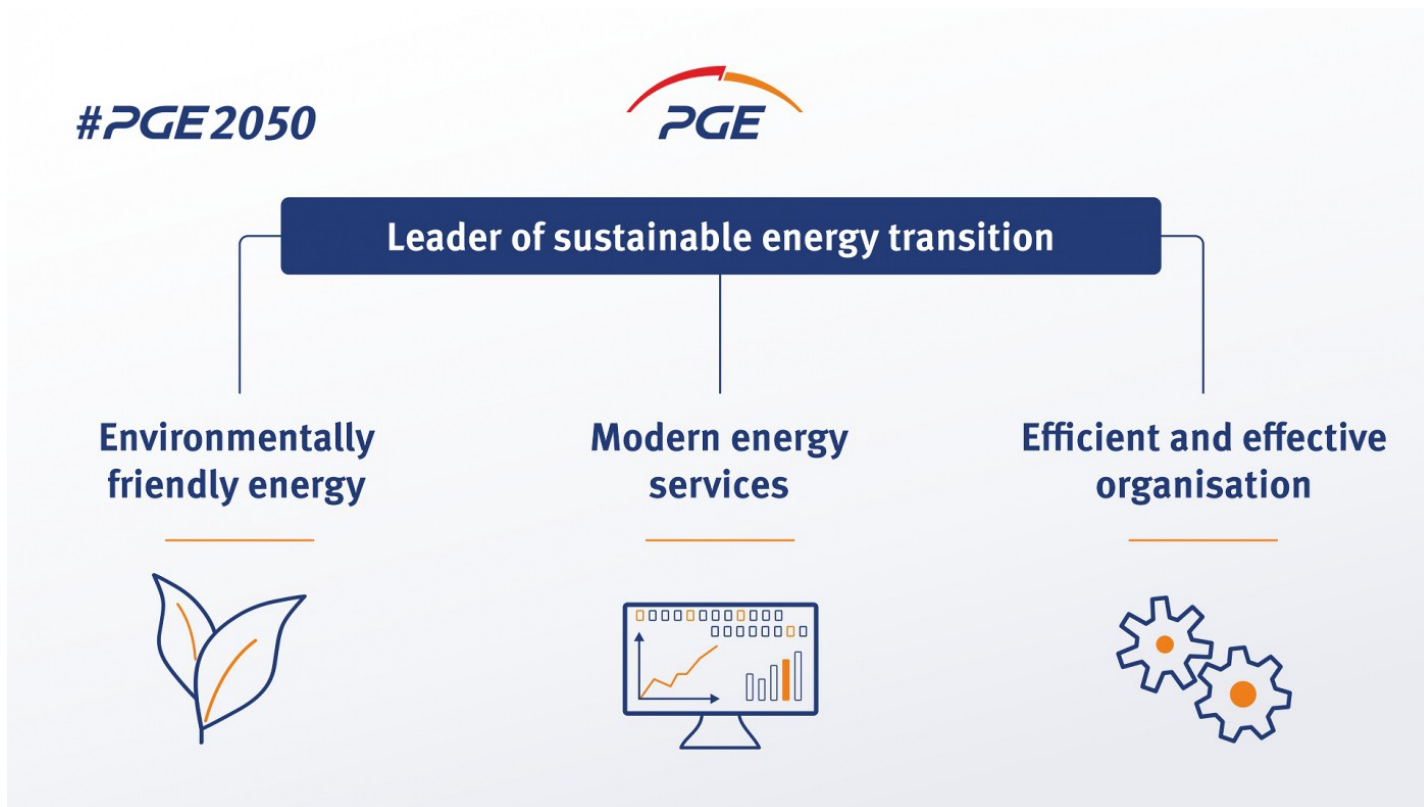 #PGE2050
PGE
Leader of sustainable energy transition
Environmentally
friendly energy
Modern energy
services
Efficient and effective
organisation